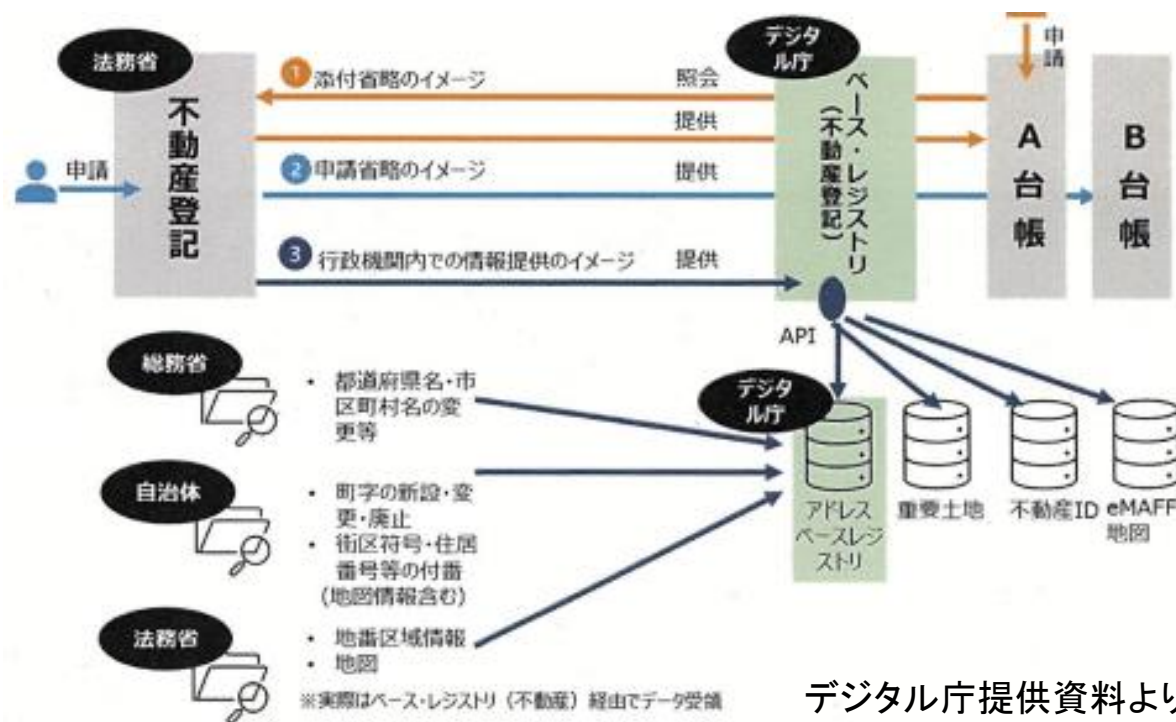 法務省
不動産登記
申請
1 添付省略のイメージ 照会
提供
2 申請省略のイメージ 提供
3 行政機関内での情報提供のイメージ 提供
デジタ
ル庁
ベース・レジストリ
(不動産登記)
申請
A台帳
B台帳
API
総務省
・ 都道府県名・市
区町村名の変
更等
自治体
・ 町字の新設・変
更・廃止
・ 街区符号・住居
番号等の付番
(地図情報含む)
法務省
・ 地番区域情報
・ 地図
※実際はベース・レジストリ(不動産)経由でデータ受領
デジタ
ル庁
アドレス
ベースレジ
ストリ
重要土地
不動産ID
eMAFF
地図
デジタル庁提供資料より